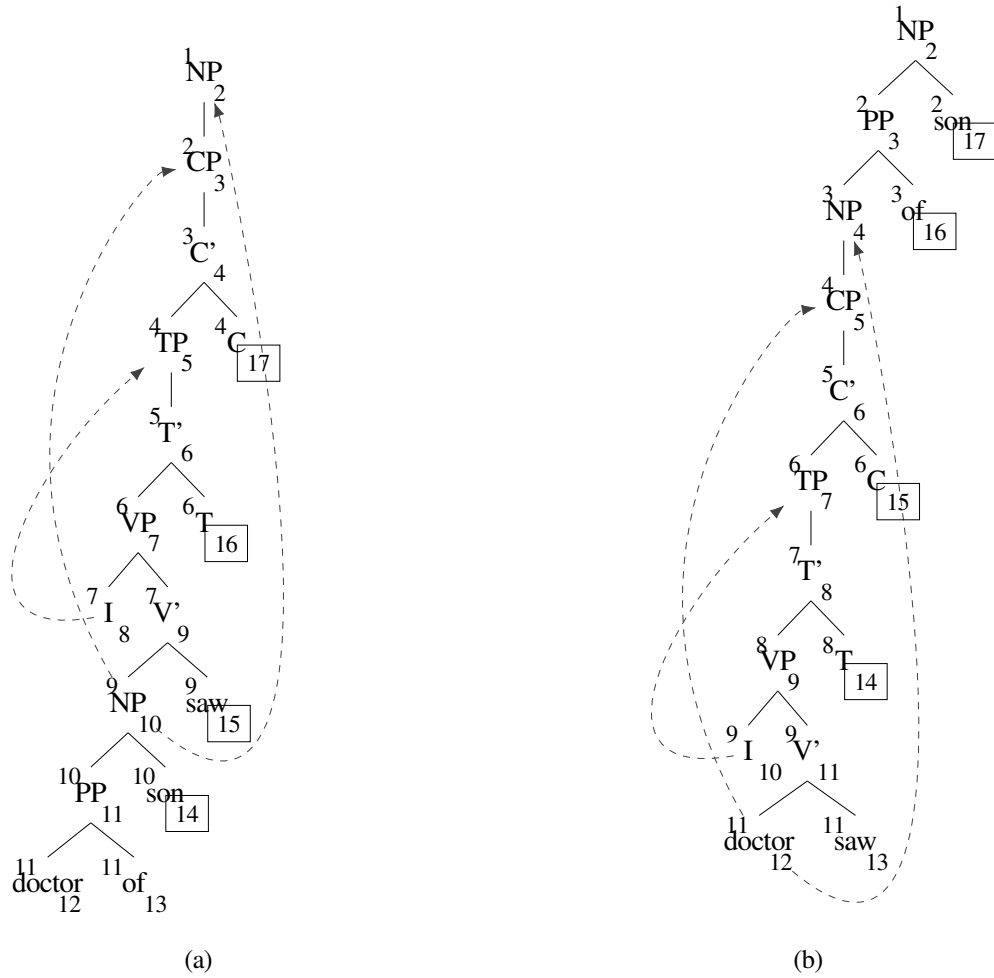 1 NP 2
2 CP 3
3 C’ 4
4 TP 5 4 C 17
5 T’ 6
6 VP 7 6 T 16
7 I 8 7 V’ 9
9 NP 10 9 saw 15
10 PP 11 10 son 14
11 doctor 12 11 of 13
(a)
1 NP 2
2 PP 3 2 son 17
3 NP 4 3 of 16
4 CP 5
5 C’ 6
6 TP 7 6 C 15
7 T’ 8
8 VP 9 8 T 14
9 I 10 9 V’ 11
11 doctor 12 11 saw 13
(b)